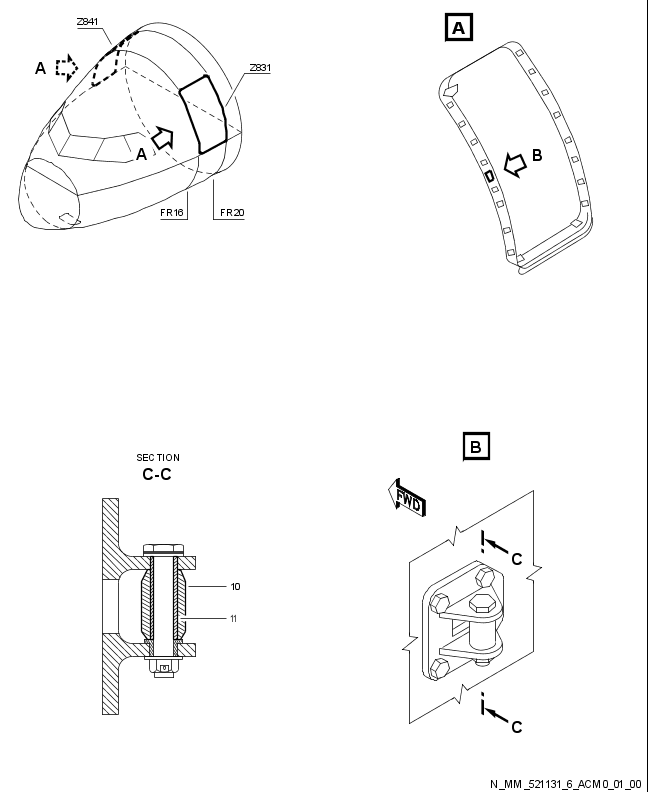 Z841
A
A
Z831
FR16
FR20
A
B
SECTION
C-C
10
11
B
FWD
C
C
N_MM_521131_6_ACM0_01_00